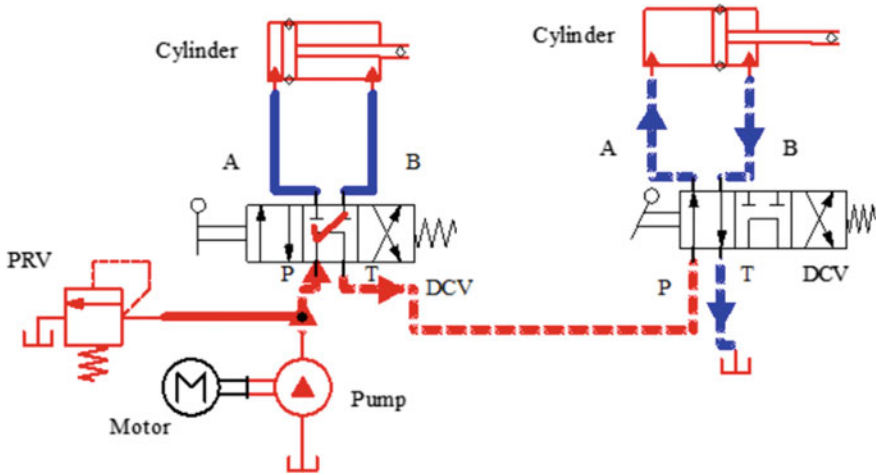 Cylinder
Cylinder
A
B
A
B
PRV
P
T
DCV
P
T
DCV
M
Pump
Motor